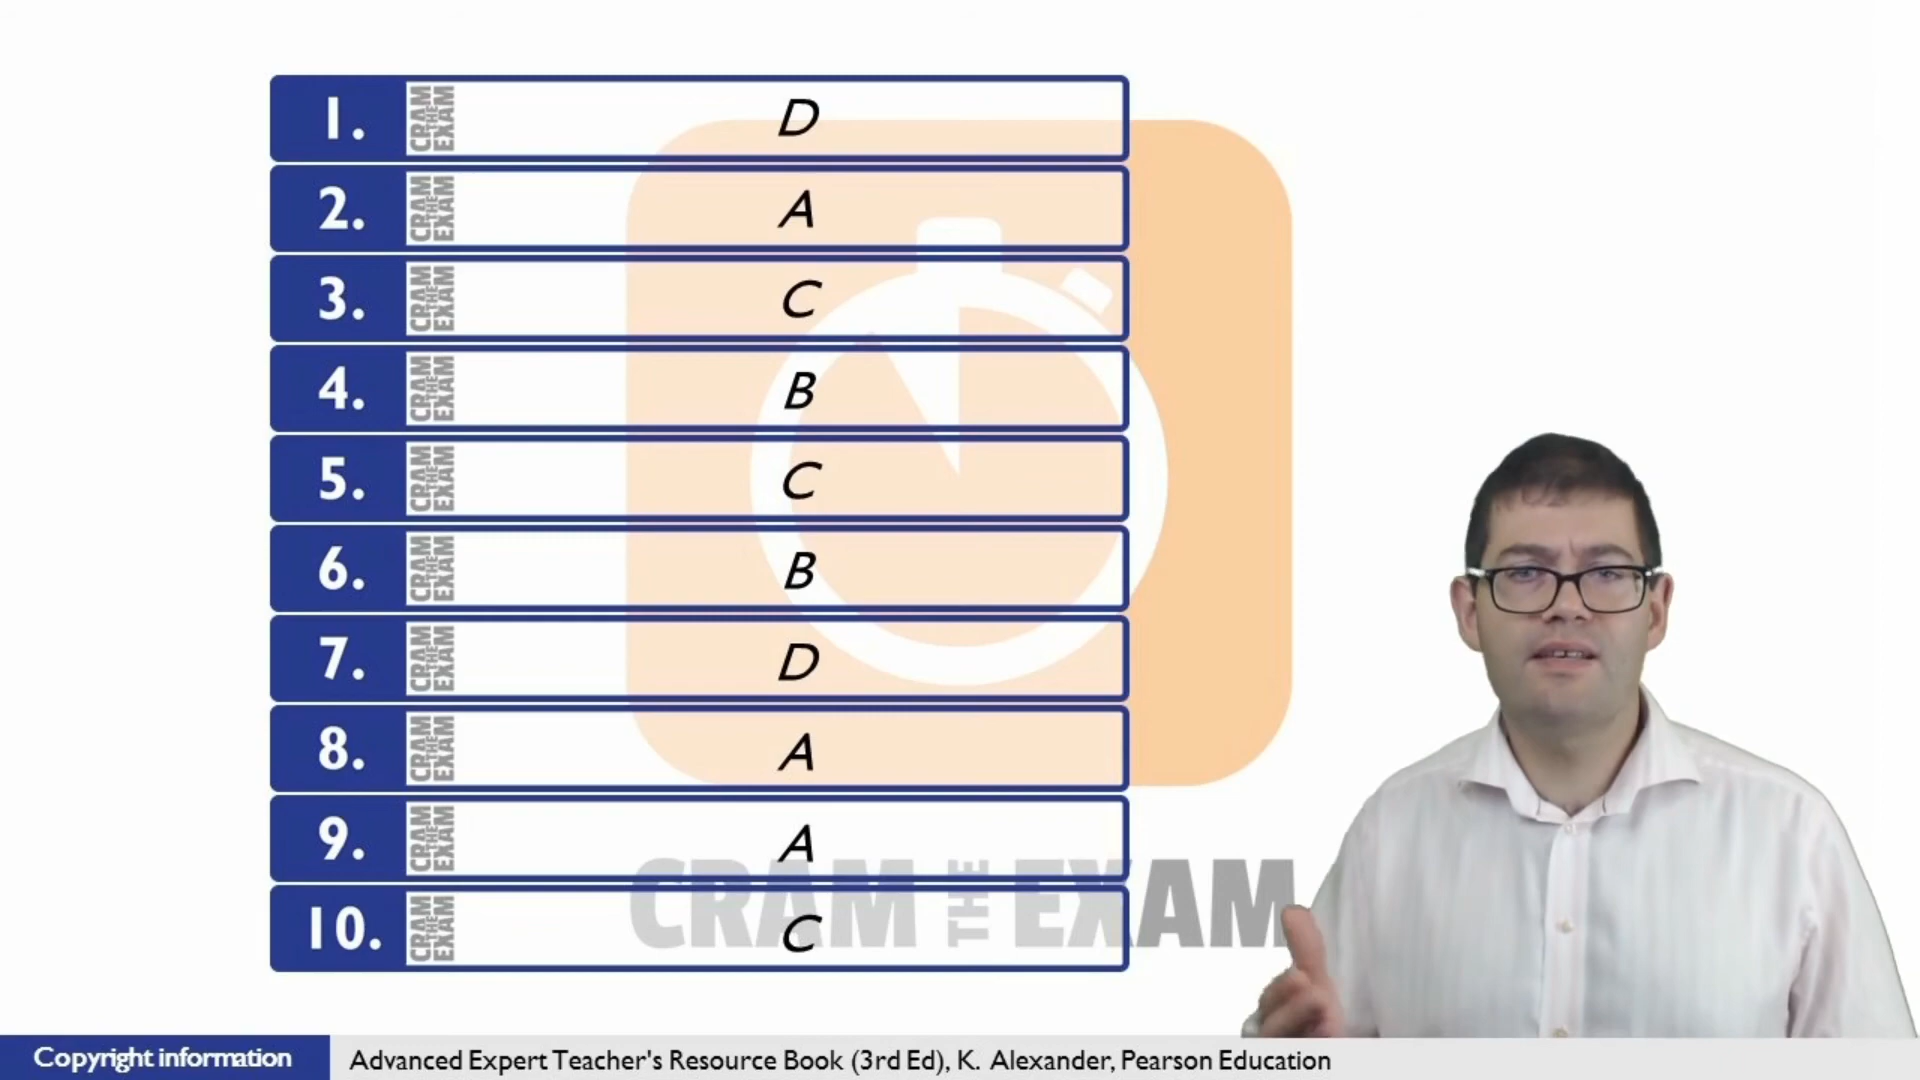 1. CRAM THE EXAM D
2. CRAM THE EXAM A
3. CRAM THE EXAM C
4. CRAM THE EXAM B
5. CRAM THE EXAM C
6. CRAM THE EXAM B
7. CRAM THE EXAM D
8. CRAM THE EXAM A
9. CRAM THE EXAM A
10. CRAM THE EXAM C
CRAM THE EXAM
Copyright information Advanced Expert Teacher's Resource Book (3rd Ed), K. Alexander, Pearson Education